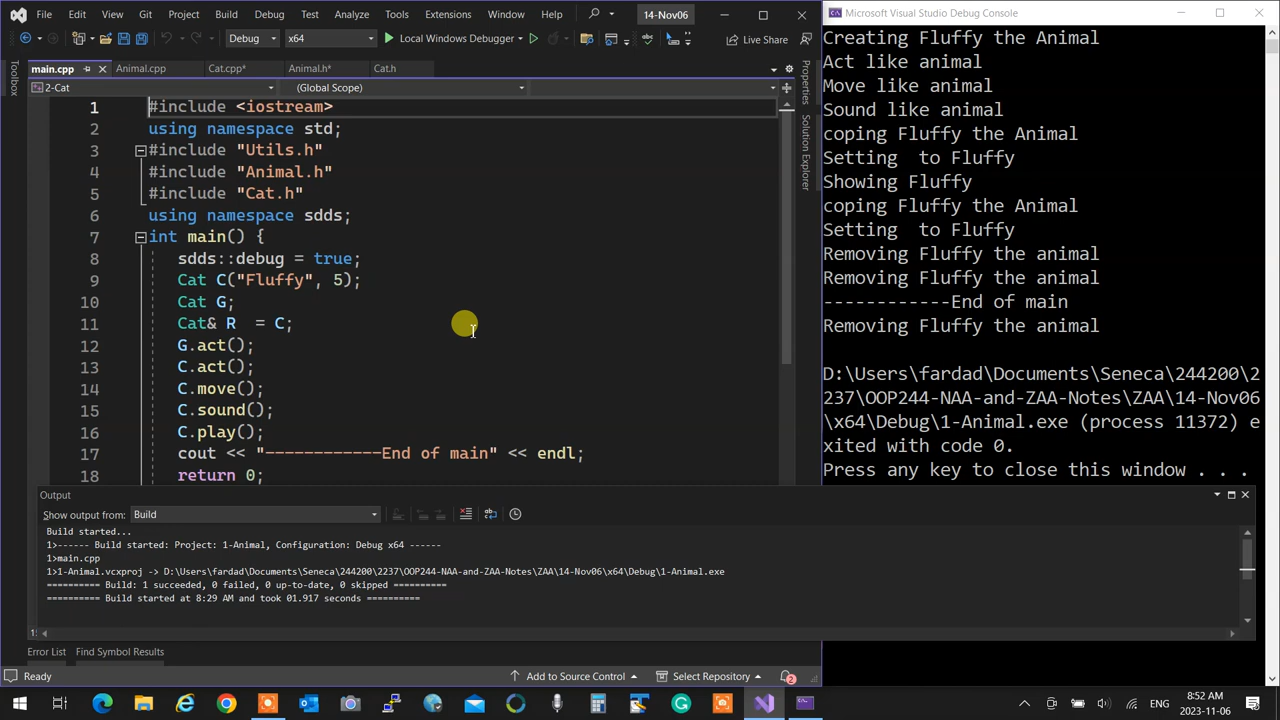 File Edit View Git Project Build Debug Test Analyze Tools Extensions Window Help 14-Nov06
Debug x64 Local Windows Debugger Live Share
main.cpp Animal.cpp Cat.cpp* Animal.h* Cat.h
2-Cat (Global Scope)
Toolbox
Properties
Solution Explorer
1 #include <iostream>
2 using namespace std;
3 #include "Utils.h"
4 #include "Animal.h"
5 #include "Cat.h"
6 using namespace sdds;
7 int main() {
8 sdds::debug = true;
9 Cat C("Fluffy", 5);
10 Cat G;
11 Cat& R  = C;
12 G.act();
13 C.act();
14 C.move();
15 C.sound();
16 C.play();
17 cout << "------------End of main" << endl;
18 return 0;
Output
Show output from: Build
Build started...
1>------ Build started: Project: 1-Animal, Configuration: Debug x64 ------
1>main.cpp
1>1-Animal.vcxproj -> D:\Users\fardad\Documents\Seneca\244200\2237\OOP244-NAA-and-ZAA-Notes\ZAA\14-Nov06\x64\Debug\1-Animal.exe
========== Build: 1 succeeded, 0 failed, 0 up-to-date, 0 skipped ==========
========== Build started at 8:29 AM and took 01.917 seconds ==========
Error List Find Symbol Results
Ready Add to Source Control Select Repository 2
Microsoft Visual Studio Debug Console
Creating Fluffy the Animal
Act like animal
Move like animal
Sound like animal
coping Fluffy the Animal
Setting  to Fluffy
Showing Fluffy
coping Fluffy the Animal
Setting  to Fluffy
Removing Fluffy the animal
Removing Fluffy the animal
------------End of main
Removing Fluffy the animal
D:\Users\fardad\Documents\Seneca\244200\2
237\OOP244-NAA-and-ZAA-Notes\ZAA\14-Nov06
\x64\Debug\1-Animal.exe (process 11372) e
xited with code 0.
Press any key to close this window . . .
ENG
8:52 AM
2023-11-06